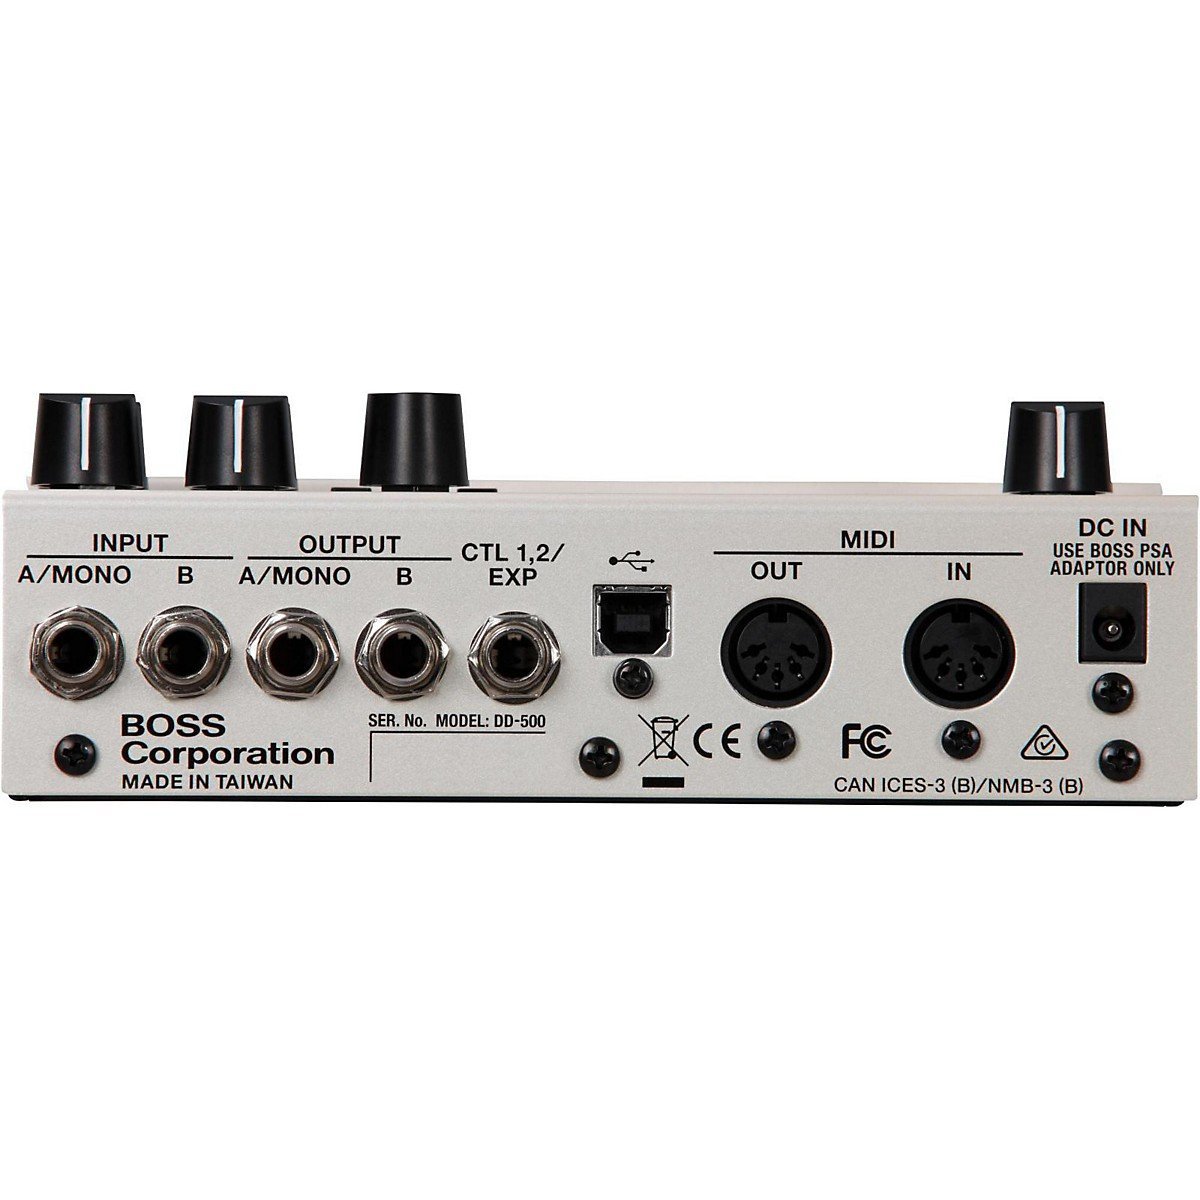 INPUT
A/MONO B
OUTPUT
A/MONO B
CTL 1,2/
EXP
MIDI
OUT IN
DC IN
USE BOSS PSA
ADAPTOR ONLY
BOSS
Corporation
MADE IN TAIWAN
SER. No. MODEL: DD-500
CE
FC
CAN ICES-3 (B)/NMB-3 (B)